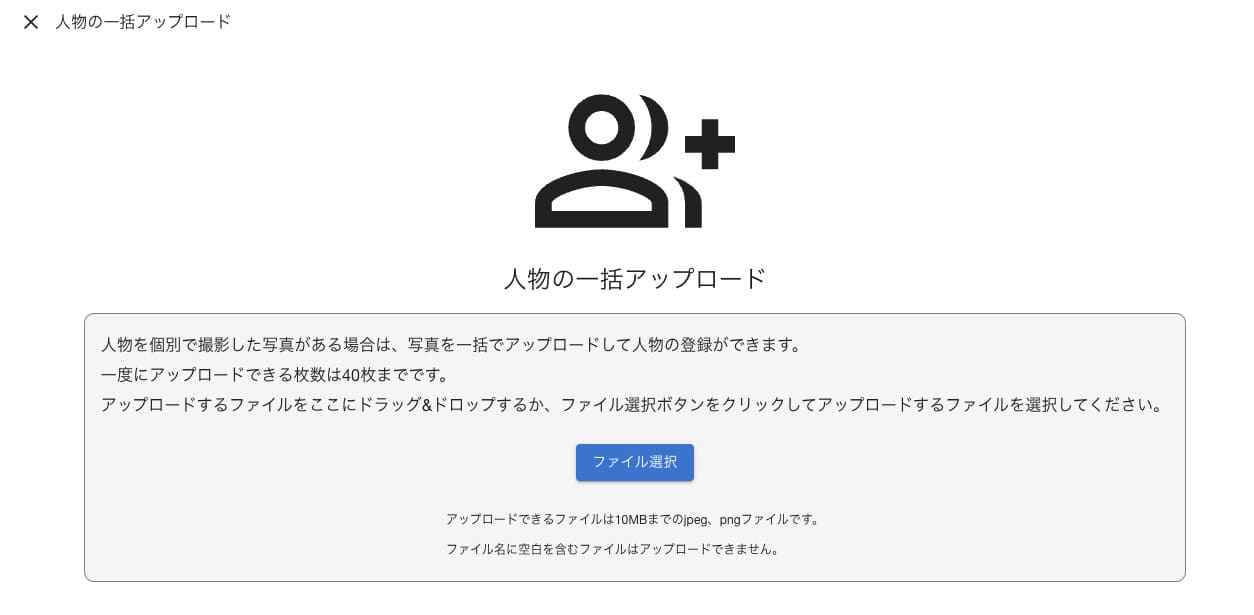 人物の一括アップロード
人物の一括アップロード
人物を個別で撮影した写真がある場合は、写真を一括でアップロードして人物の登録ができます。
一度にアップロードできる枚数は40枚までです。
アップロードするファイルをここにドラッグ&ドロップするか、ファイル選択ボタンをクリックしてアップロードするファイルを選択してください。
ファイル選択
アップロードできるファイルは10MBまでのjpeg、pngファイルです。
ファイル名に空白を含むファイルはアップロードできません。